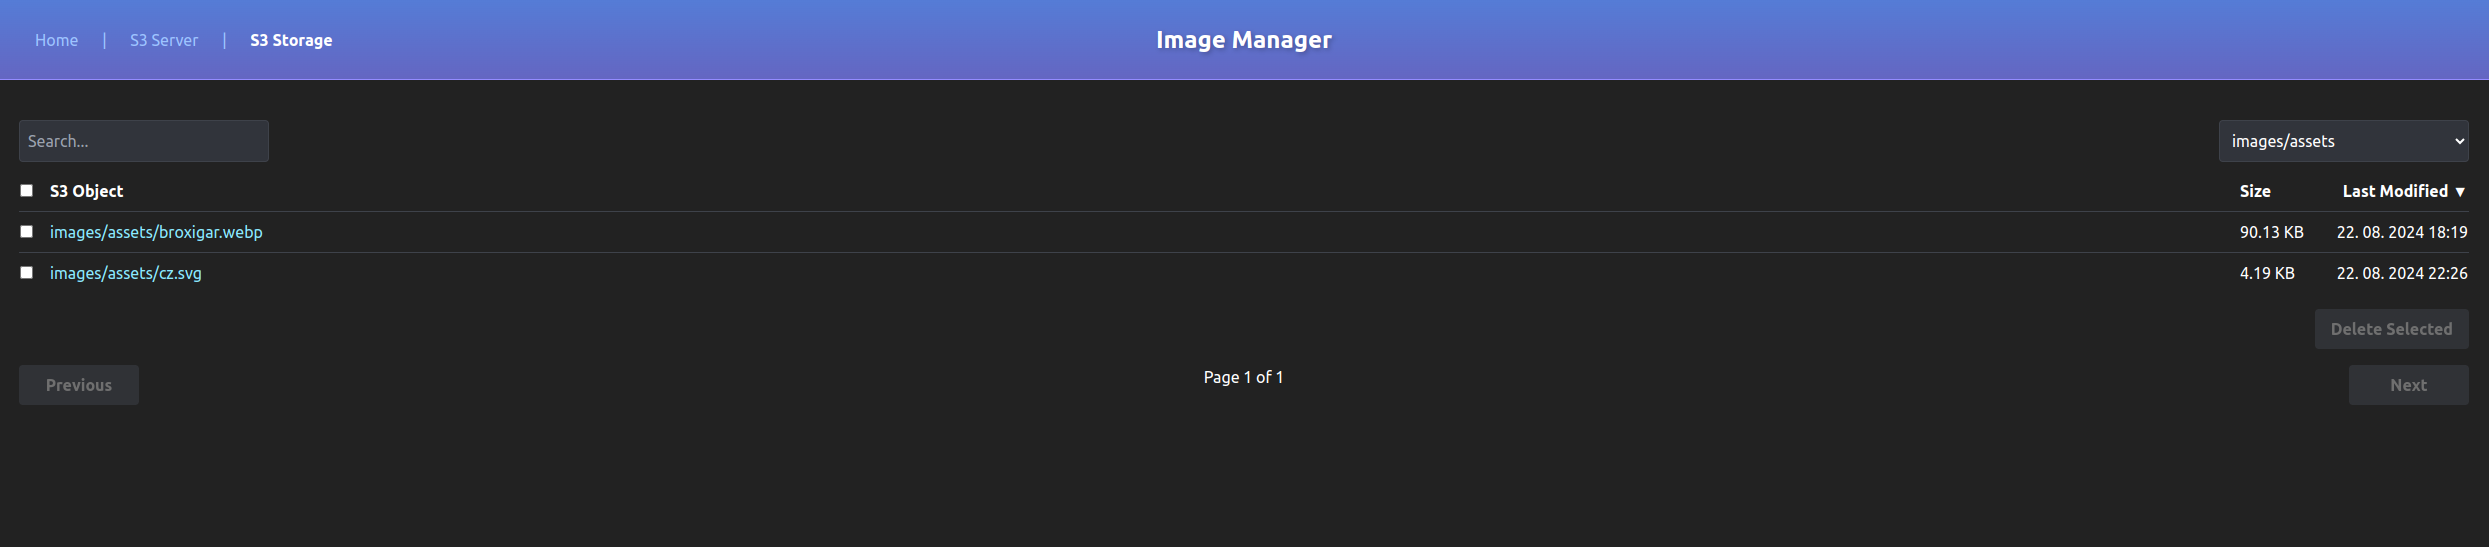 Home | S3 Server | S3 Storage
Image Manager
Search...
images/assets
S3 Object Size Last Modified ▼
images/assets/broxigar.webp 90.13 KB 22. 08. 2024 18:19
images/assets/cz.svg 4.19 KB 22. 08. 2024 22:26
Delete Selected
Previous Page 1 of 1 Next